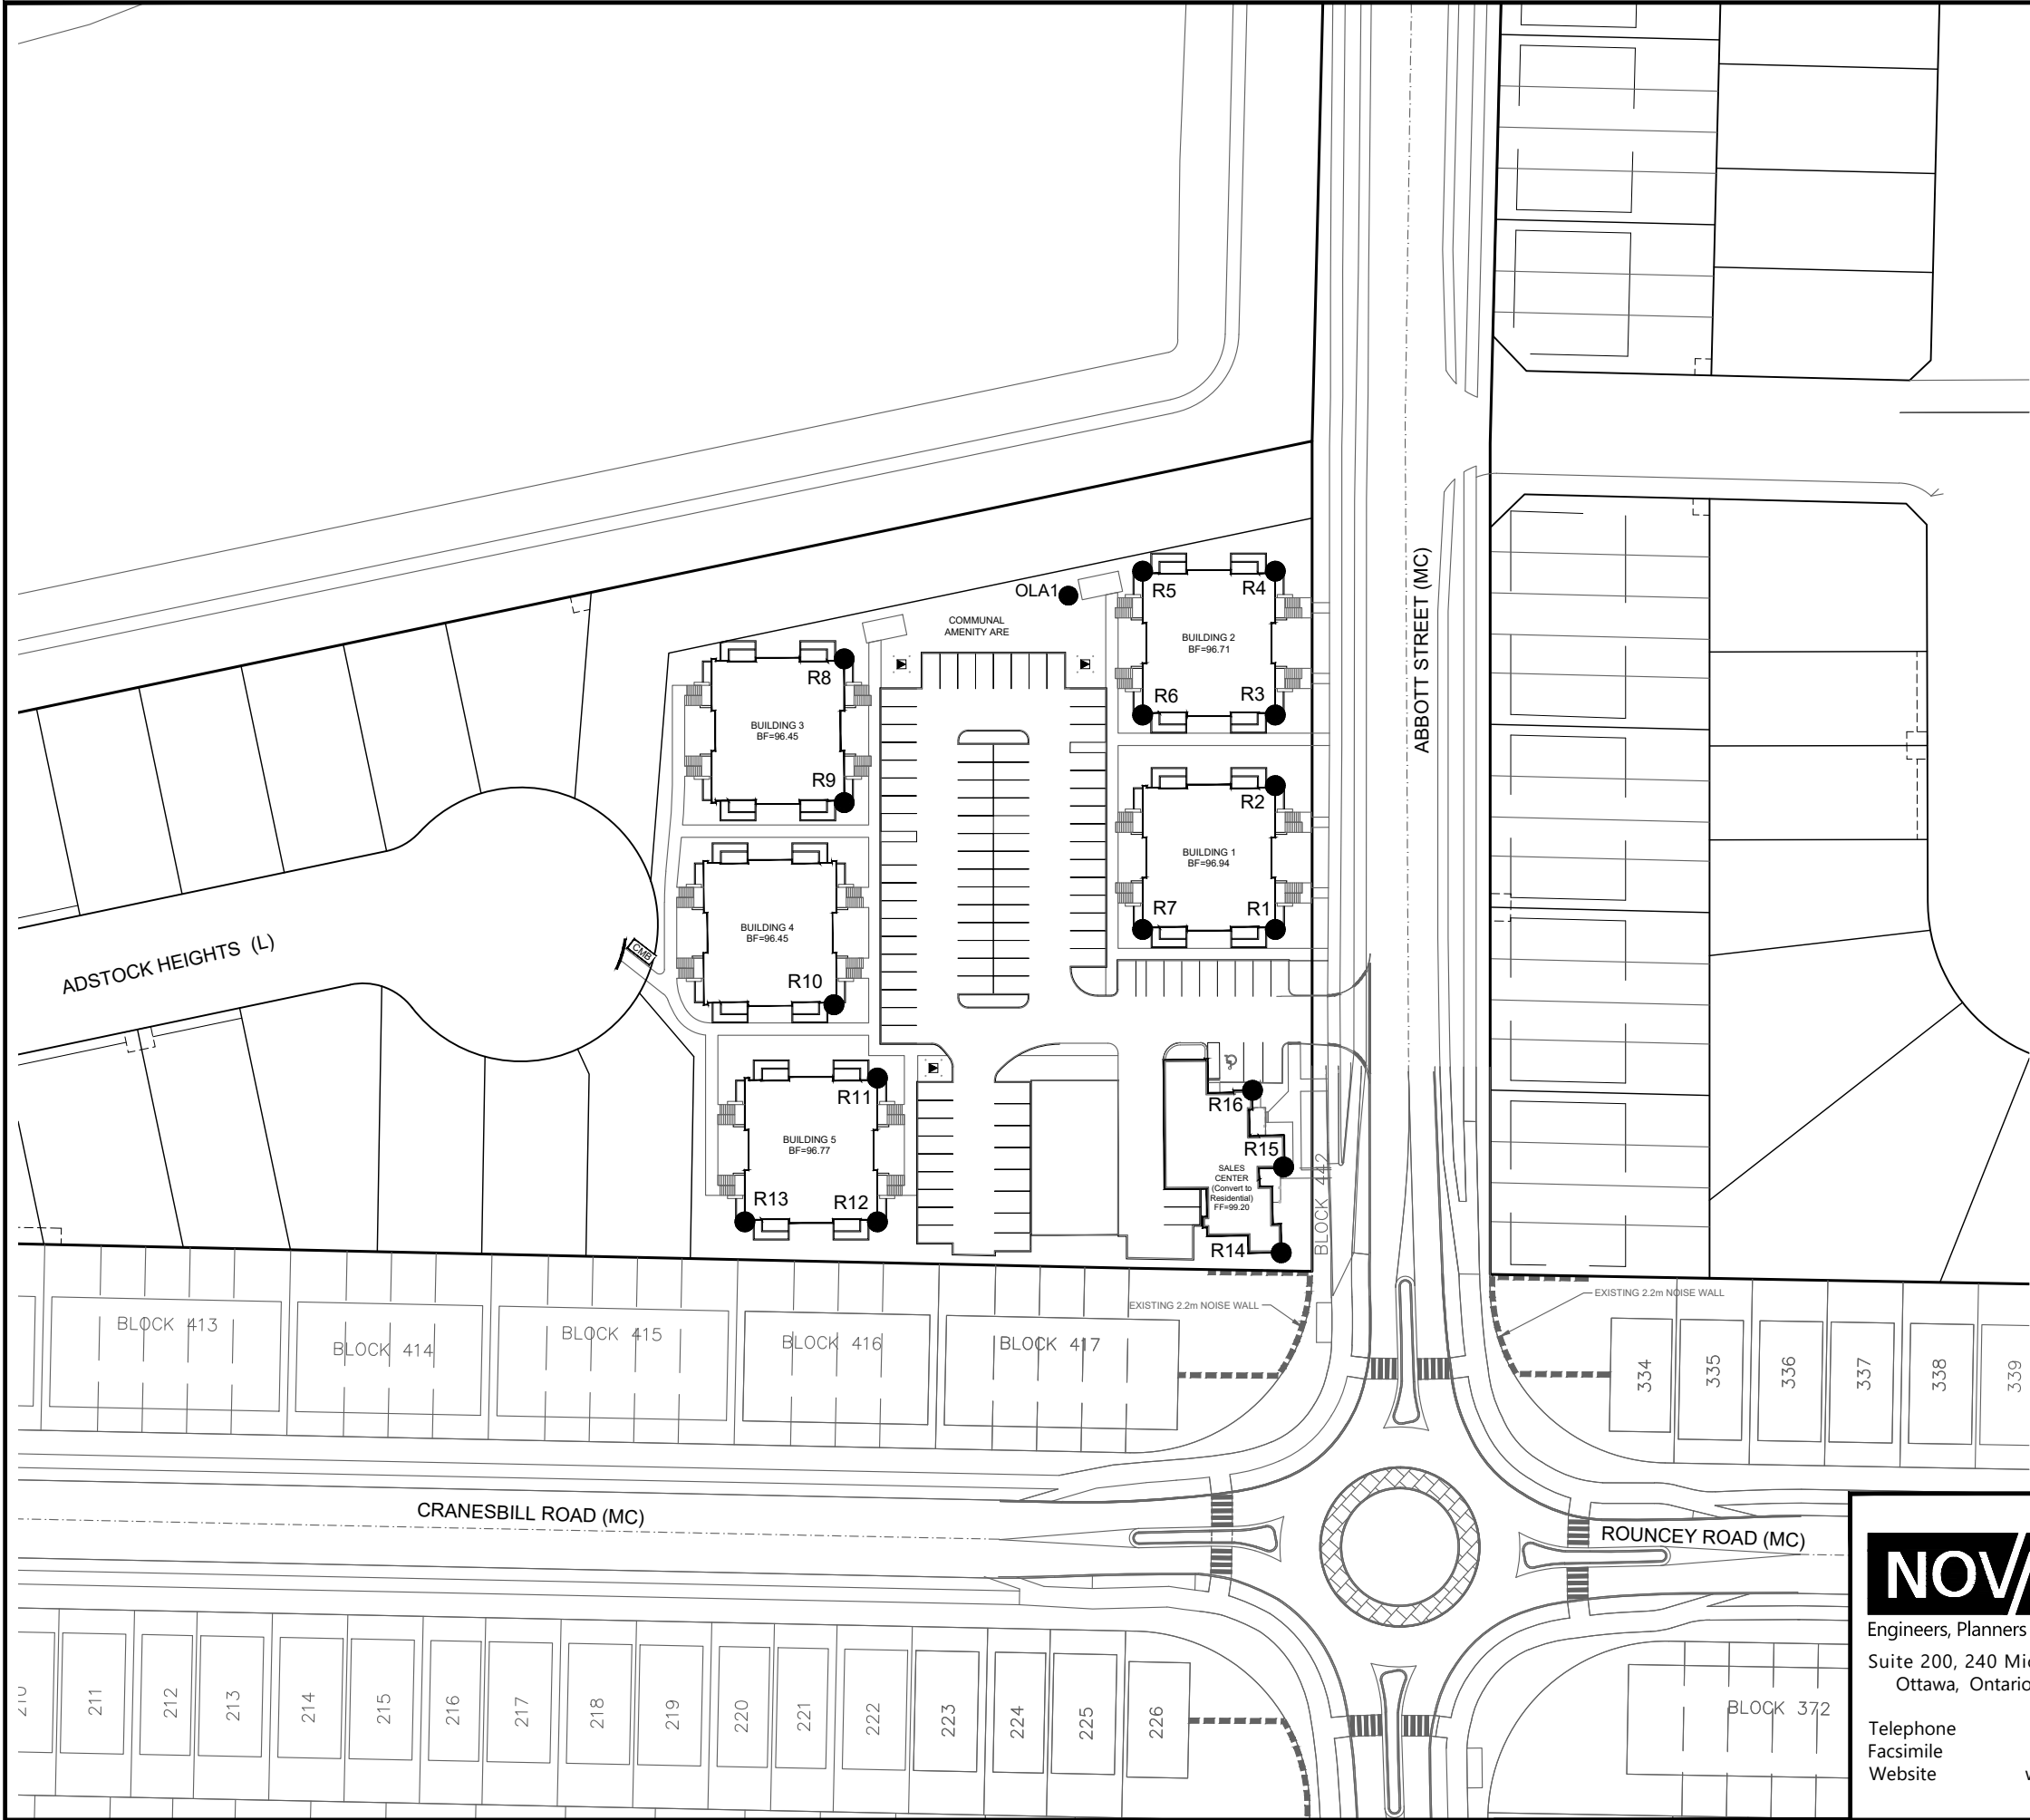 ABBOTT STREET (MC)
OLA1
R5
R4
COMMUNAL
AMENITY ARE
BUILDING 2
BF=96.71
R6
R3
R8
BUILDING 3
BF=96.45
R9
R2
BUILDING 1
BF=96.94
R7
R1
BUILDING 4
BF=96.45
R10
CMB
ADSTOCK HEIGHTS (L)
R11
BUILDING 5
BF=96.77
R13
R12
R16
R15
SALES
CENTER
(Convert to
Residential)
FF=99.20
R14
BLOCK 442
EXISTING 2.2m NOISE WALL
EXISTING 2.2m NOISE WALL
BLOCK 413
BLOCK 414
BLOCK 415
BLOCK 416
BLOCK 417
334
335
336
337
338
339
CRANESBILL ROAD (MC)
ROUNCEY ROAD (MC)
211
212
213
214
215
216
217
218
219
220
221
222
223
224
225
226
BLOCK 372
NOV
Engineers, Planners
Suite 200, 240 Mic
Ottawa, Ontario
Telephone
Facsimile
Website